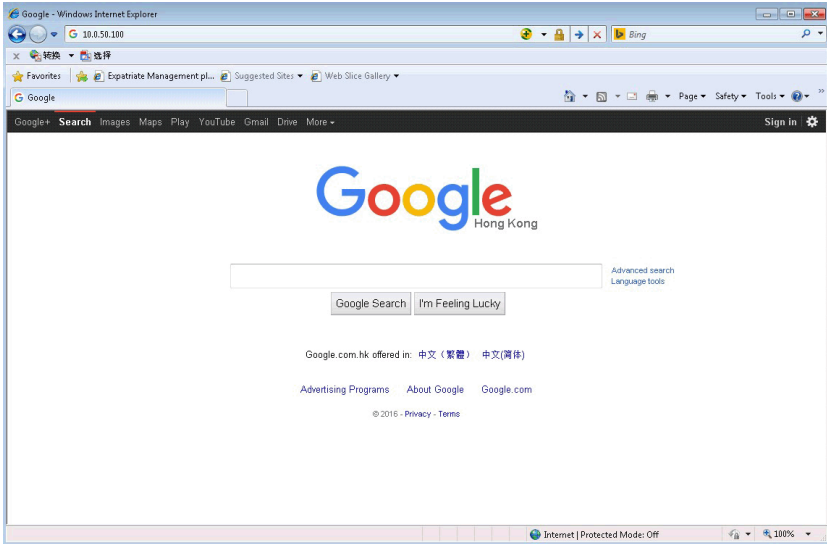 Google - Windows Internet Explorer
10.0.50.100
Bing
x 转换 选择
Favorites Expatriate Management pl... Suggested Sites Web Slice Gallery
Google
Page Safety Tools
Google+ Search Images Maps Play YouTube Gmail Drive More Sign in
Google
Hong Kong
Advanced search
Language tools
Google Search I'm Feeling Lucky
Google.com.hk offered in: 中文（繁體） 中文(简体)
Advertising Programs About Google Google.com
© 2016 - Privacy - Terms
Internet | Protected Mode: Off 100%